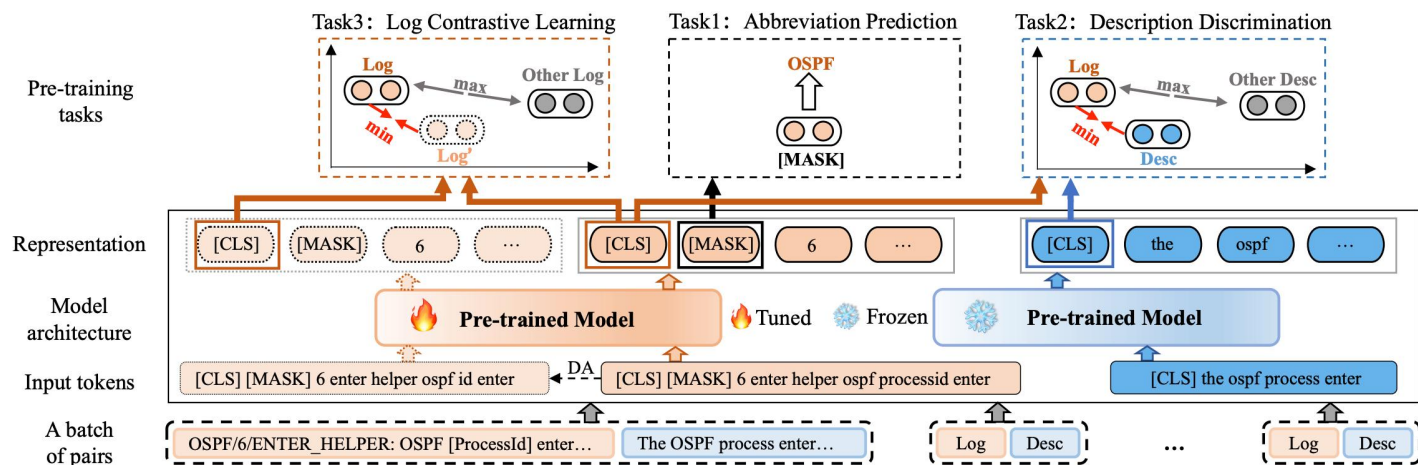 Task3：Log Contrastive Learning
Task1：Abbreviation Prediction
Task2：Description Discrimination
Pre-training
tasks
Log
max
Other Log
min
Log'
OSPF
[MASK]
Log
max
Other Desc
min
Desc
Representation
[CLS] [MASK] 6 ...
[CLS] [MASK] 6 ...
[CLS] the ospf ...
Model
architecture
Pre-trained Model
Tuned
Frozen
Pre-trained Model
Input tokens
[CLS] [MASK] 6 enter helper ospf id enter
DA
[CLS] [MASK] 6 enter helper ospf processid enter
[CLS] the ospf process enter
A batch
of pairs
OSPF/6/ENTER_HELPER: OSPF [ProcessId] enter...
The OSPF process enter...
Log Desc
...
Log Desc